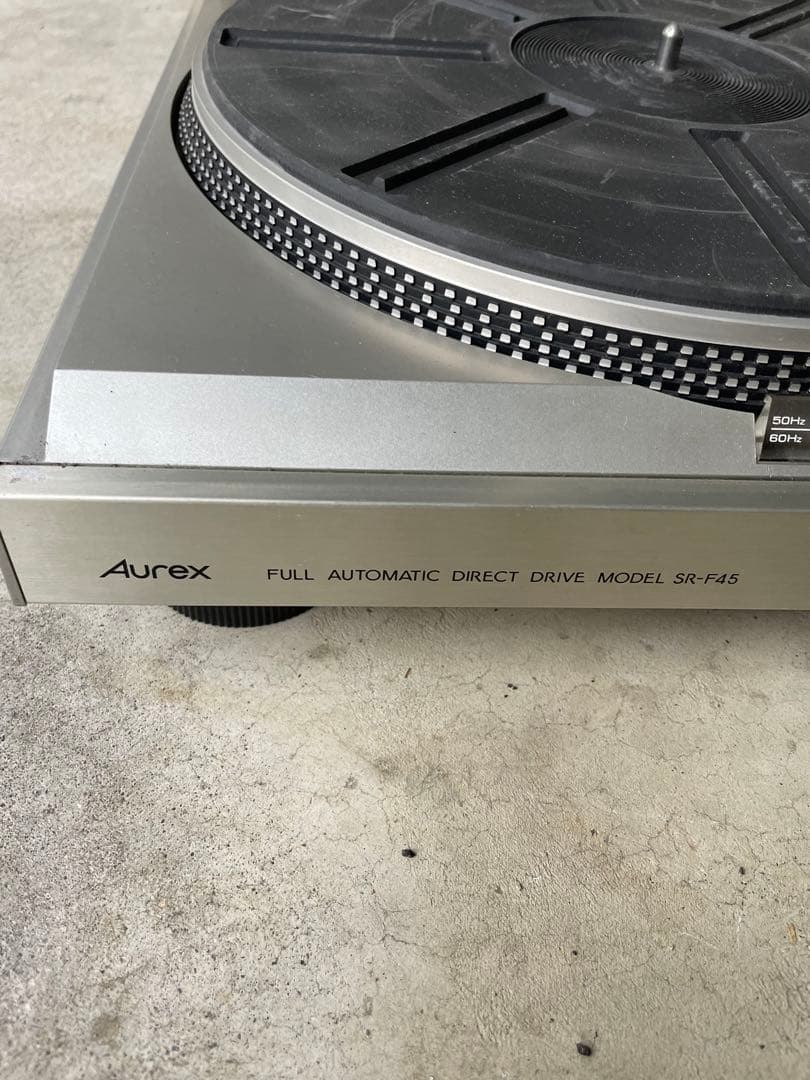 50Hz
60Hz
Aurex FULL AUTOMATIC DIRECT DRIVE MODEL SR-F45